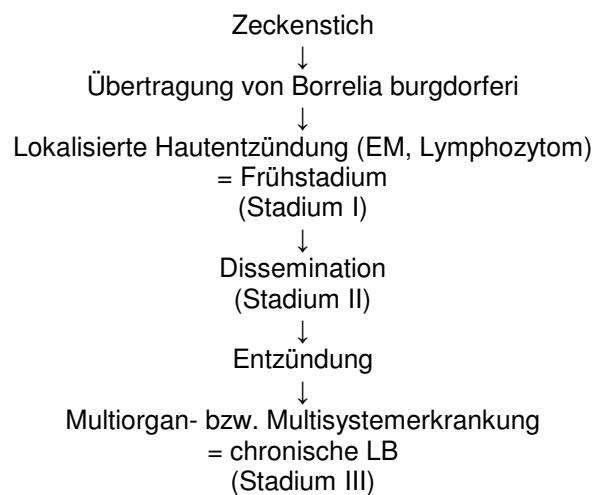 Zeckenstich
↓
Übertragung von Borrelia burgdorferi
↓
Lokalisierte Hautentzündung (EM, Lymphozytom)
= Frühstadium
(Stadium I)
↓
Dissemination
(Stadium II)
↓
Entzündung
↓
Multiorgan- bzw. Multisystemerkrankung
= chronische LB
(Stadium III)